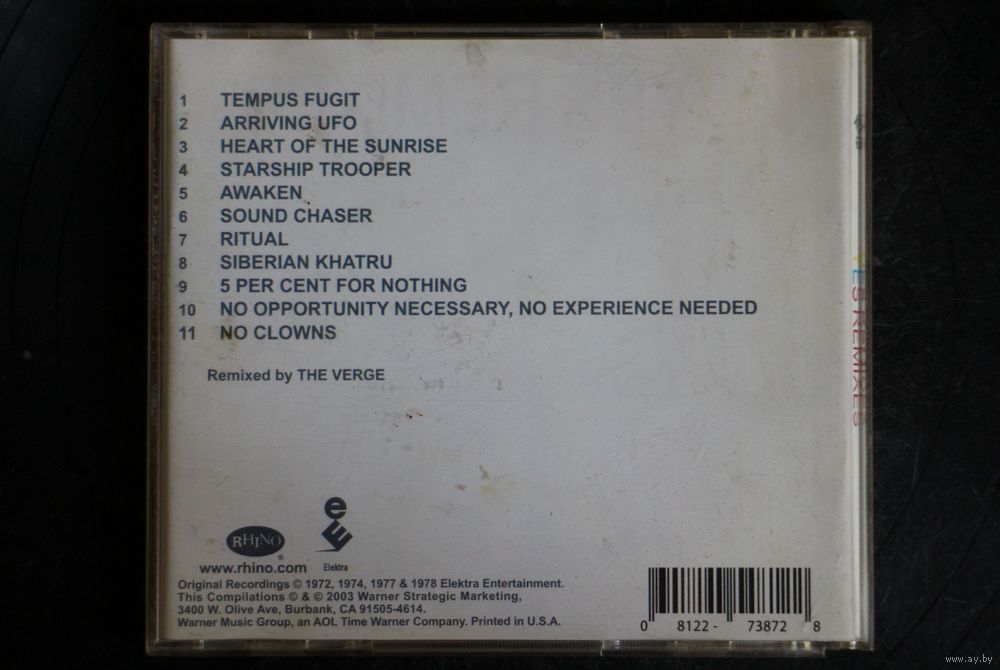 1 TEMPUS FUGIT
2 ARRIVING UFO
3 HEART OF THE SUNRISE
4 STARSHIP TROOPER
5 AWAKEN
6 SOUND CHASER
7 RITUAL
8 SIBERIAN KHATRU
9 5 PER CENT FOR NOTHING
10 NO OPPORTUNITY NECESSARY, NO EXPERIENCE NEEDED
11 NO CLOWNS
Remixed by THE VERGE
YES REMIXES
RHINO ®
www.rhino.com
e E
Elektra
Original Recordings © 1972, 1974, 1977 & 1978 Elektra Entertainment.
This Compilations © & © 2003 Warner Strategic Marketing,
3400 W. Olive Ave, Burbank, CA 91505-4614.
Warner Music Group, an AOL Time Warner Company. Printed in U.S.A.
0 8122 - 73872 8
www.ay.by